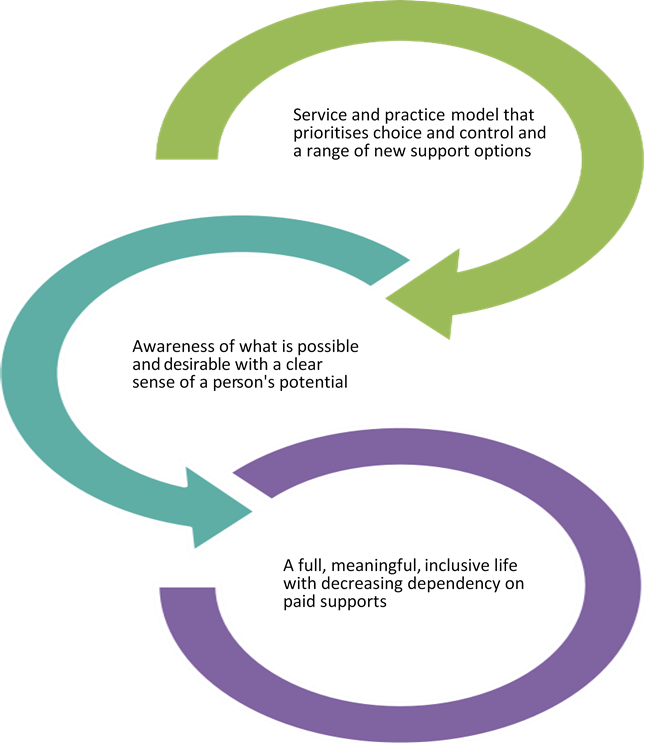 Service and practice model that
prioritises choice and control and
a range of new support options
Awareness of what is possible
and desirable with a clear
sense of a person's potential
A full, meaningful, inclusive life
with decreasing dependency on
paid supports